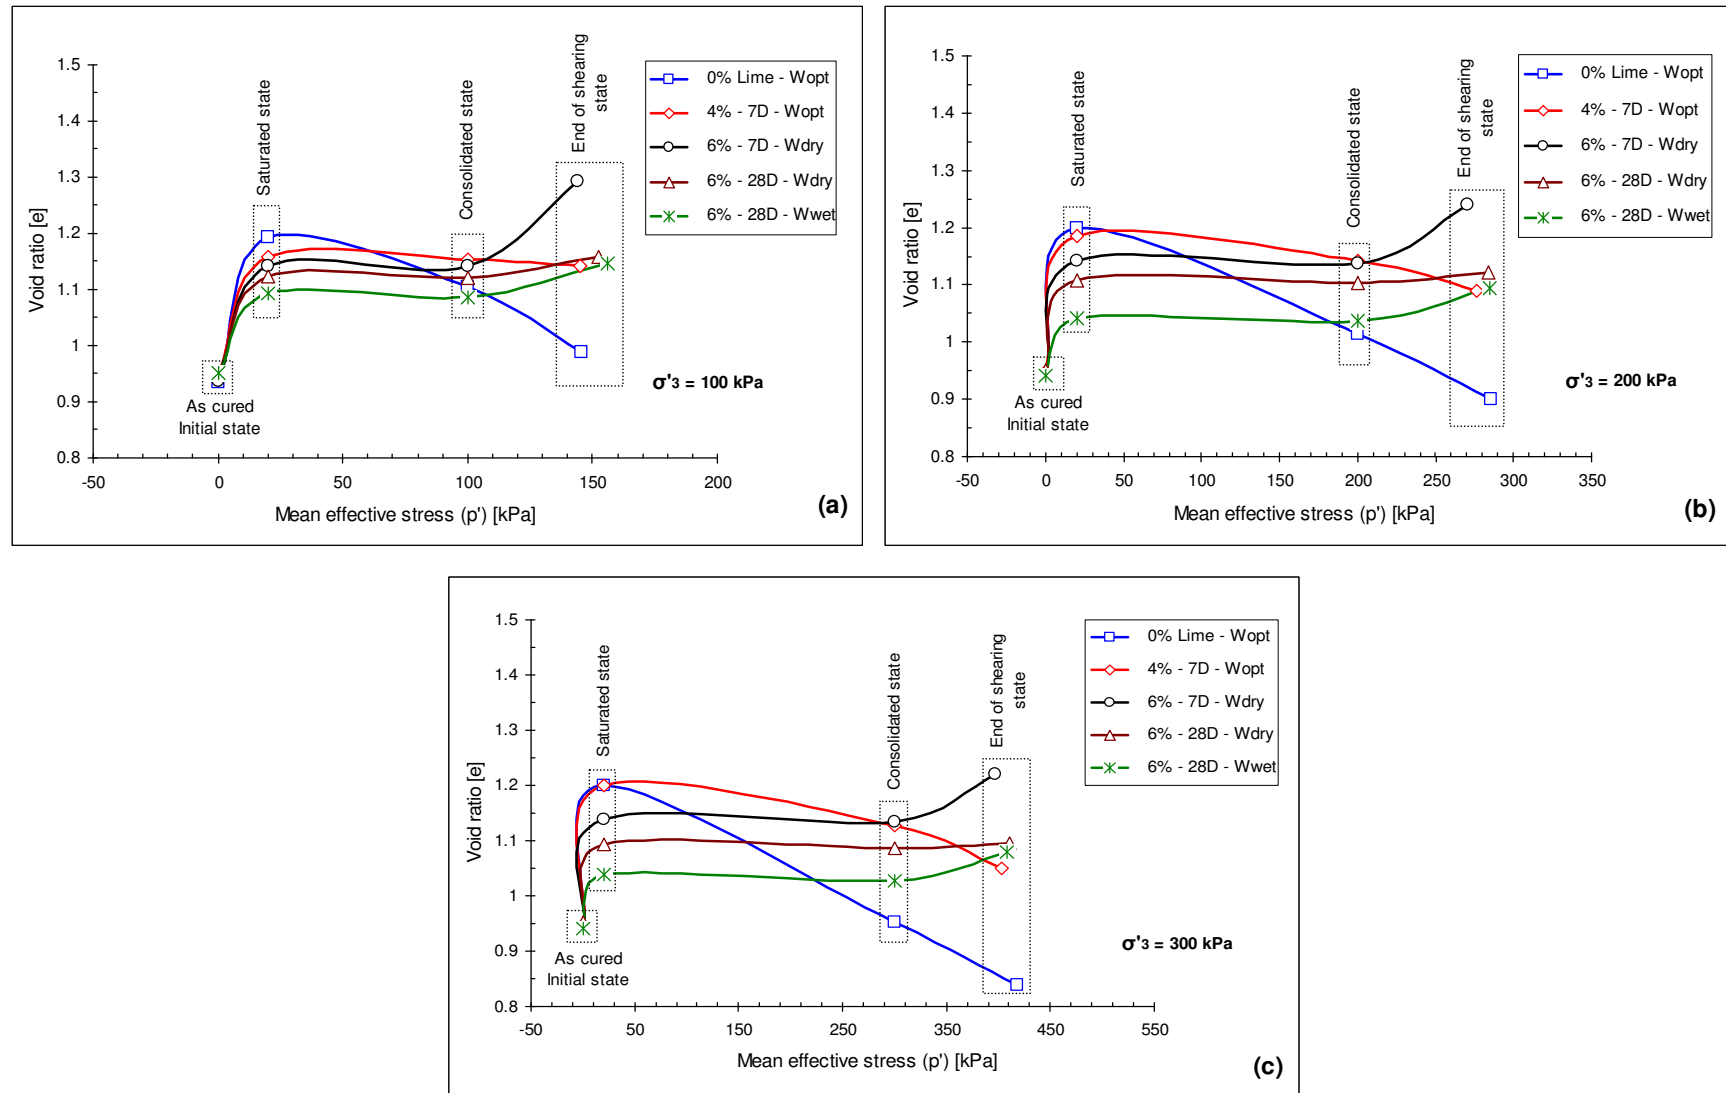 Saturated state
Consolidated state
End of shearing
state
1.5
1.4
1.3
1.2
1.1
1
0.9
0.8
Void ratio [e]
0% Lime - Wopt
4% - 7D - Wopt
6% - 7D - Wdry
6% - 28D - Wdry
6% - 28D - Wwet
σ'3 = 100 kPa
As cured
Initial state
-50
0
50
100
150
200
Mean effective stress (p') [kPa]
(a)
Saturated state
Consolidated state
End of shearing
state
1.5
1.4
1.3
1.2
1.1
1
0.9
0.8
Void ratio [e]
0% Lime - Wopt
4% - 7D - Wopt
6% - 7D - Wdry
6% - 28D - Wdry
6% - 28D - Wwet
σ'3 = 200 kPa
As cured
Initial state
-50
0
50
100
150
200
250
300
350
Mean effective stress (p') [kPa]
(b)
Saturated state
Consolidated state
End of shearing
state
1.5
1.4
1.3
1.2
1.1
1
0.9
0.8
Void ratio [e]
0% Lime - Wopt
4% - 7D - Wopt
6% - 7D - Wdry
6% - 28D - Wdry
6% - 28D - Wwet
σ'3 = 300 kPa
As cured
Initial state
-50
50
150
250
350
450
550
Mean effective stress (p') [kPa]
(c)